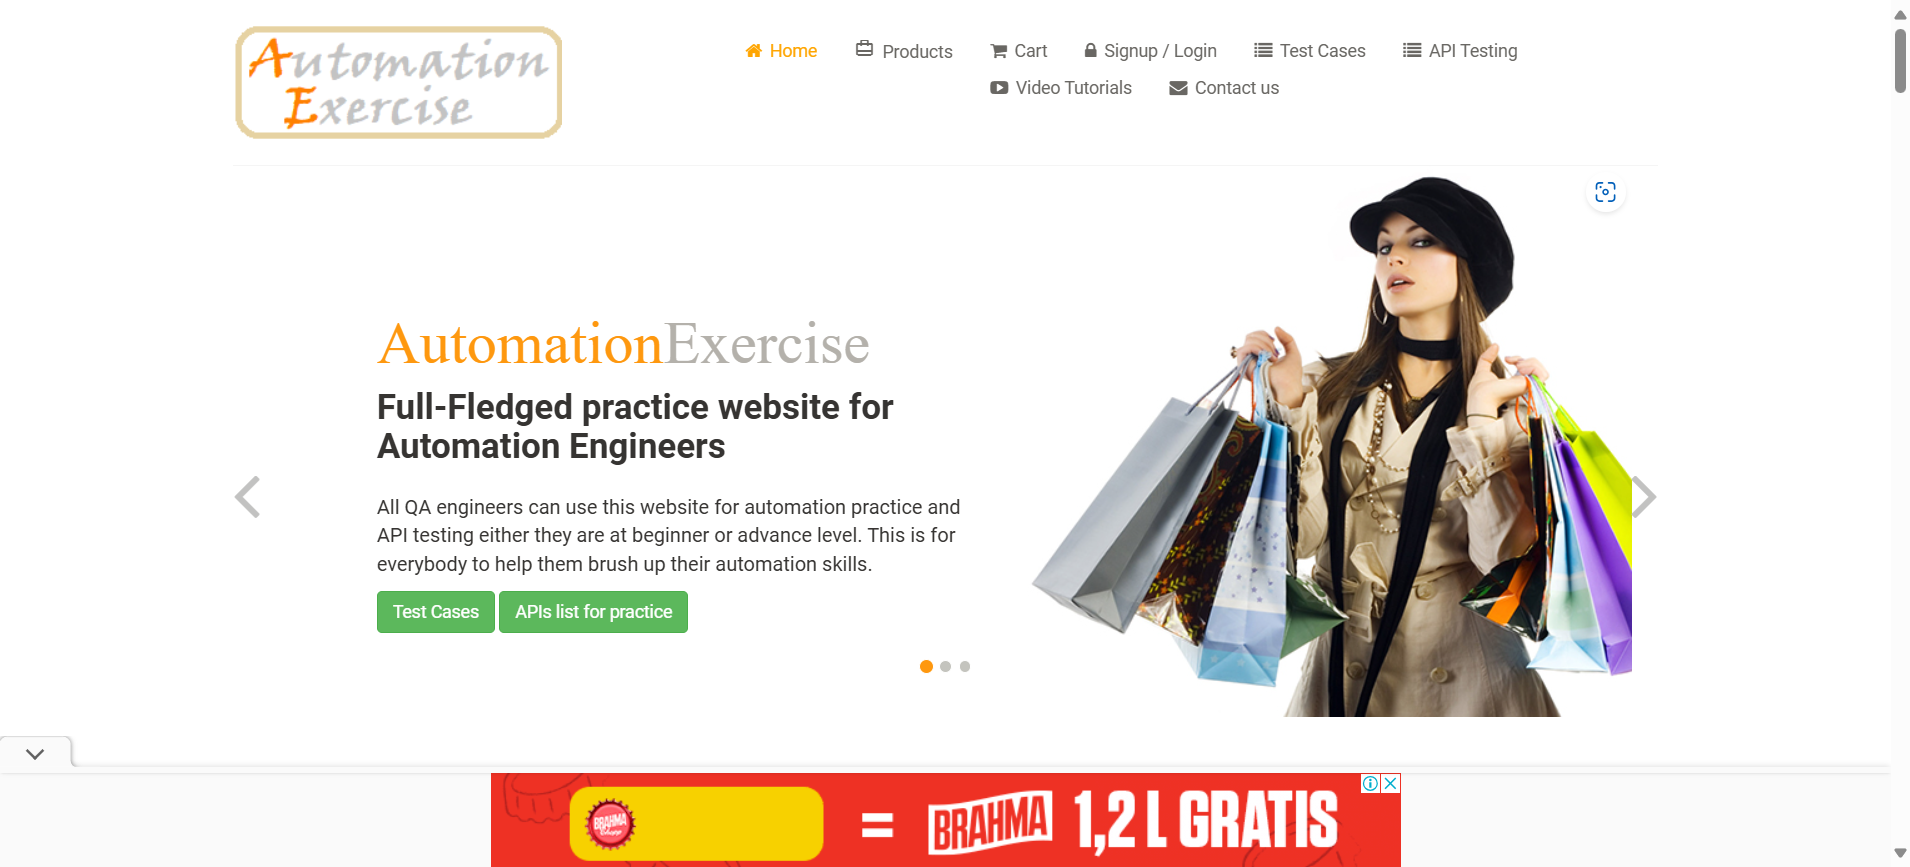 Automation
Exercise
Home
Products
Cart
Signup / Login
Test Cases
API Testing
Video Tutorials
Contact us
AutomationExercise
Full-Fledged practice website for
Automation Engineers
All QA engineers can use this website for automation practice and
API testing either they are at beginner or advance level. This is for
everybody to help them brush up their automation skills.
Test Cases
APIs list for practice
BRAHMA
=
BRAHMA 1,2 L GRATIS